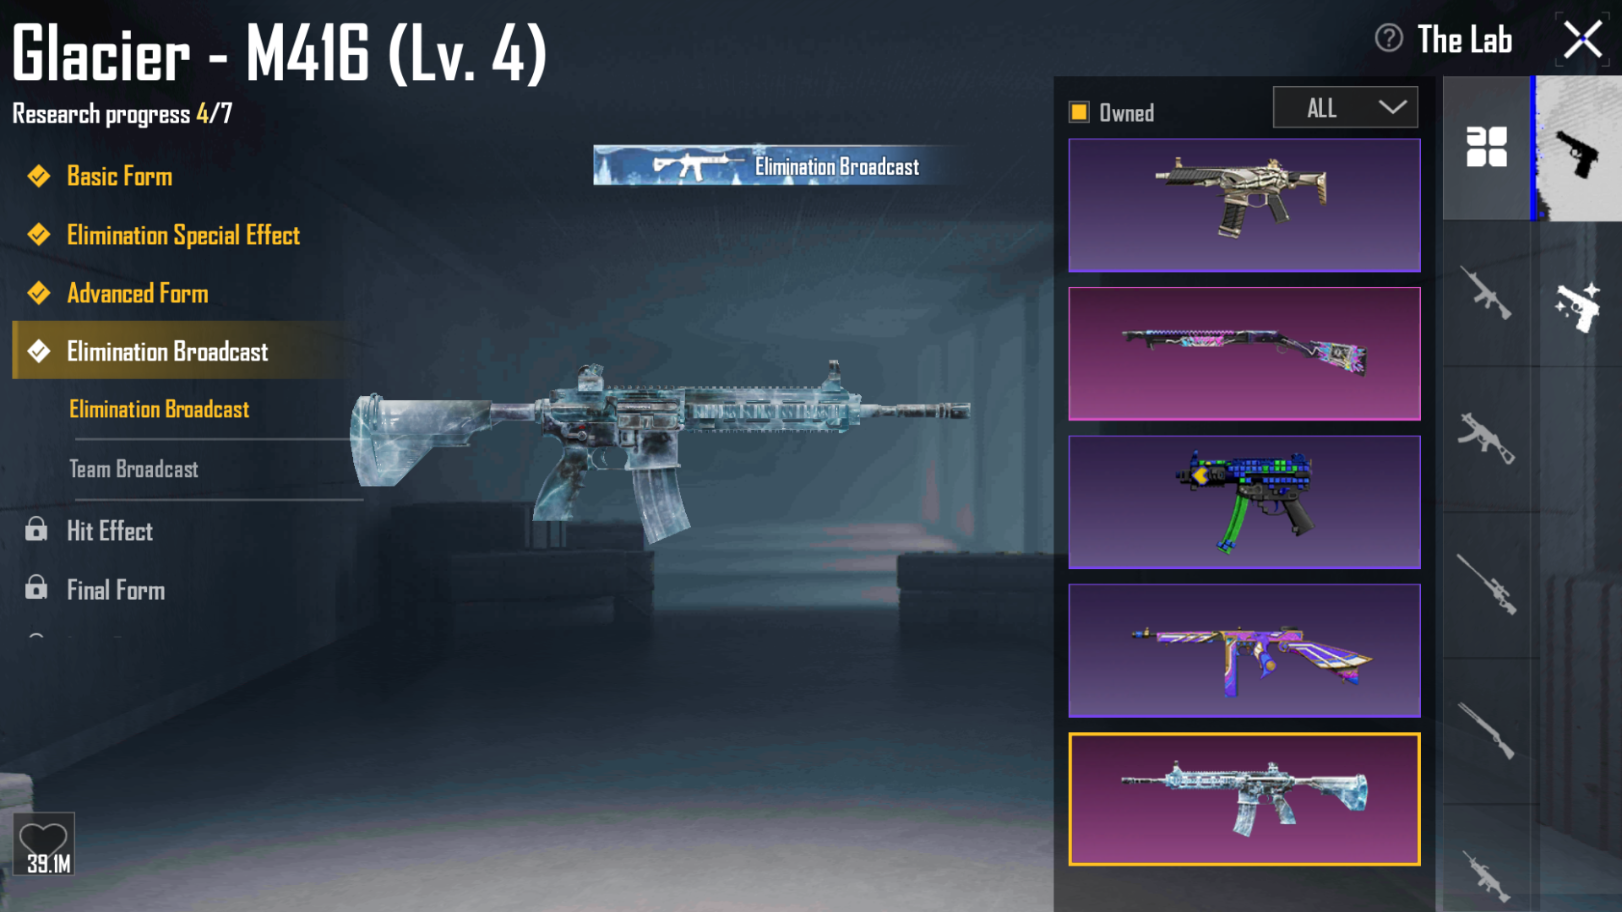 Glacier - M416 (Lv. 4)
Research progress 4/7
Basic Form
Elimination Special Effect
Advanced Form
Elimination Broadcast
Elimination Broadcast
Team Broadcast
Hit Effect
Final Form
39.1M
Elimination Broadcast
? The Lab
Owned
ALL